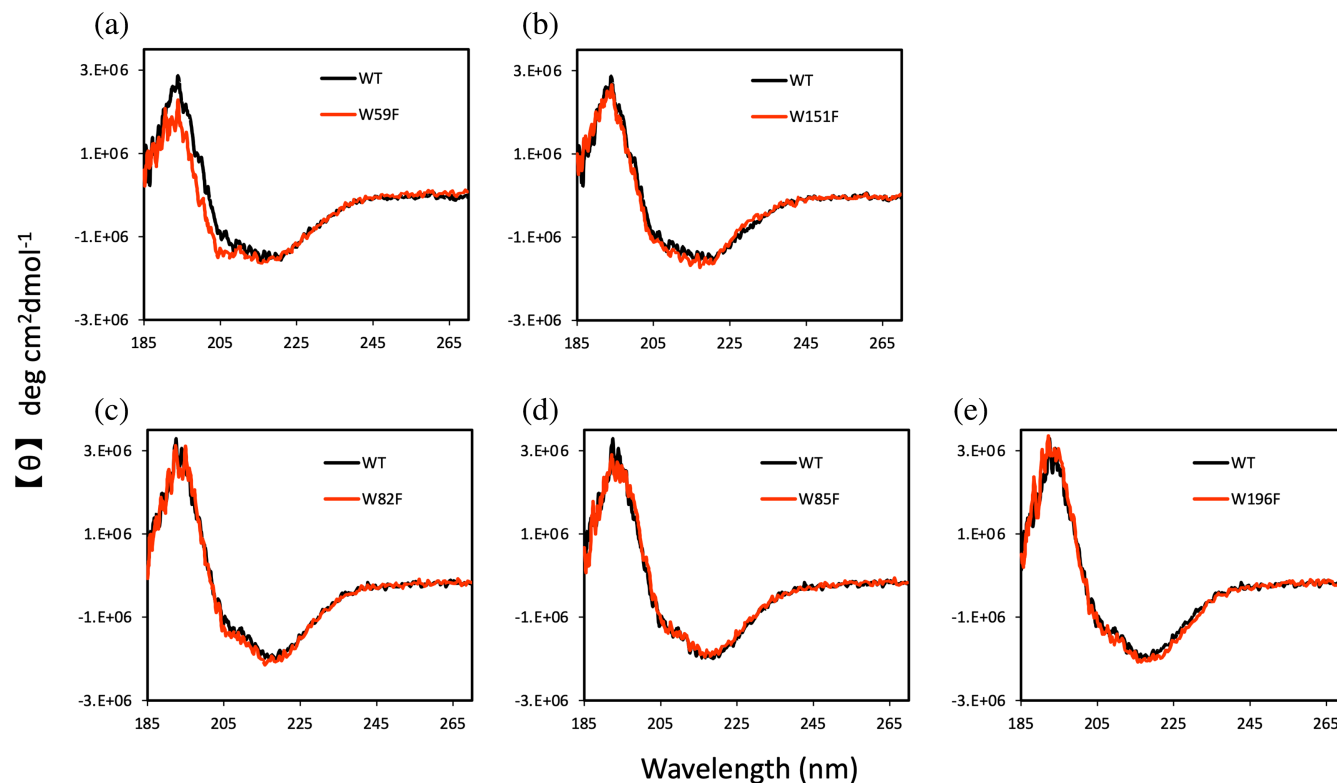 (a)
(b)
3.E+06
1.E+06
-1.E+06
-3.E+06
185 205 225 245 265
WT
W59F
3.E+06
1.E+06
-1.E+06
-3.E+06
185 205 225 245 265
WT
W151F
(c)
(d)
(e)
3.E+06
1.E+06
-1.E+06
-3.E+06
185 205 225 245 265
WT
W82F
3.E+06
1.E+06
-1.E+06
-3.E+06
185 205 225 245 265
WT
W85F
3.E+06
1.E+06
-1.E+06
-3.E+06
185 205 225 245 265
WT
W196F
【θ】 deg cm²dmol⁻¹
Wavelength (nm)